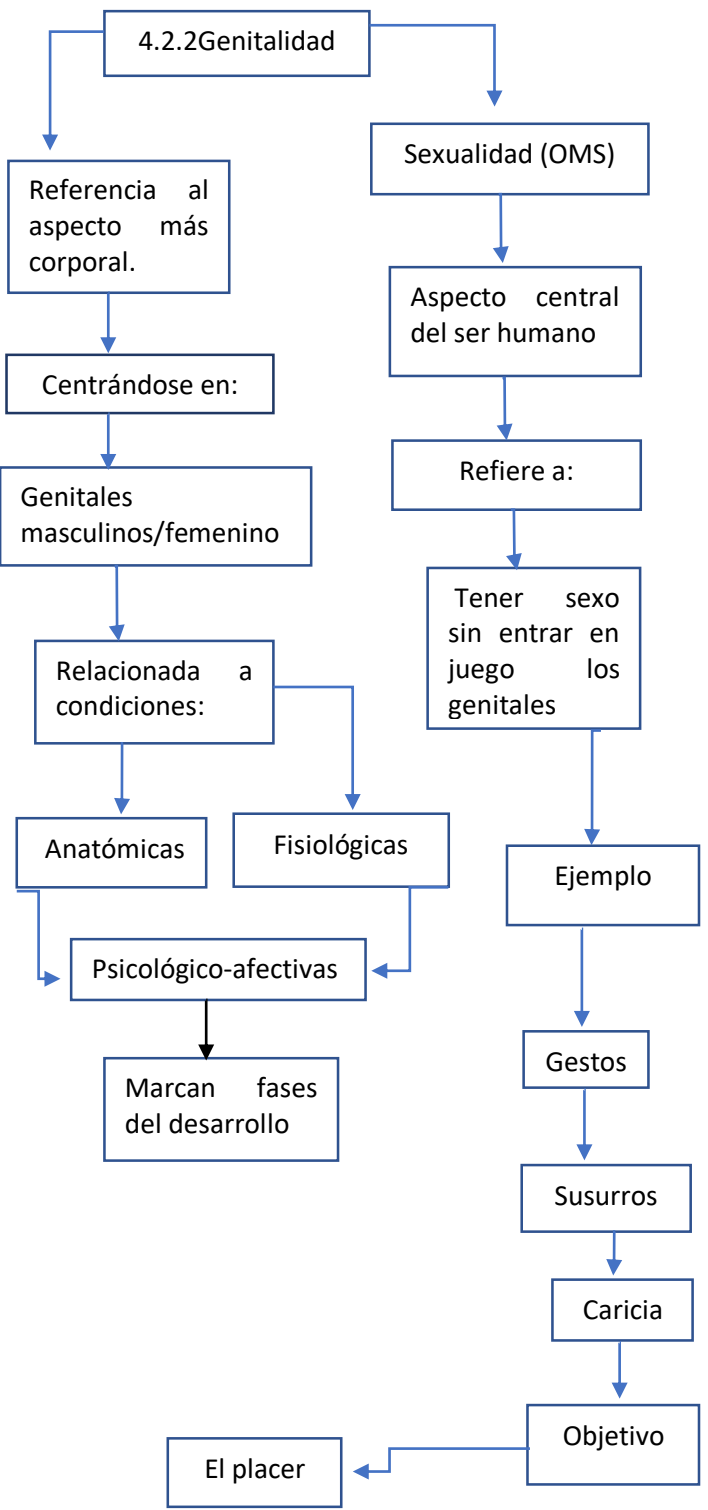 4.2.2Genitalidad
Referencia al
aspecto más
corporal.
Centrándose en:
Genitales
masculinos/femenino
Relacionada a
condiciones:
Anatómicas
Fisiológicas
Psicológico-afectivas
Marcan fases
del desarrollo
Sexualidad (OMS)
Aspecto central
del ser humano
Refiere a:
Tener sexo
sin entrar en
juego los
genitales
Ejemplo
Gestos
Susurros
Caricia
Objetivo
El placer